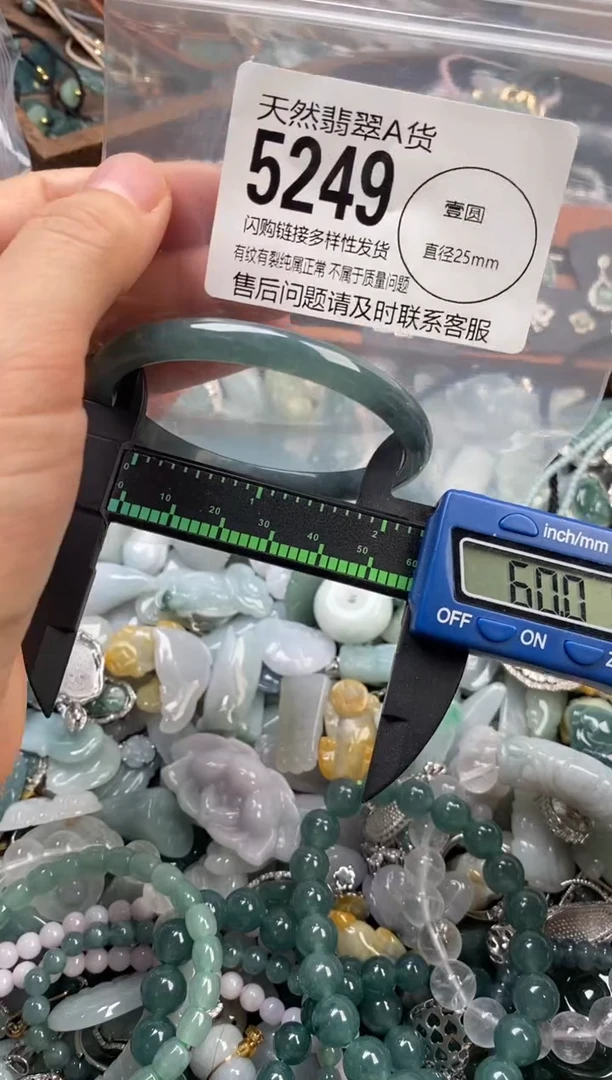 天然翡翠A货
5249
壹圆
直径25mm
闪购链接多样性发货
有纹有裂纯属正常 不属于质量问题
售后问题请及时联系客服
0 1 2
0 10 20 30 40 50 60
inch/mm
60.0
OFF ON Z